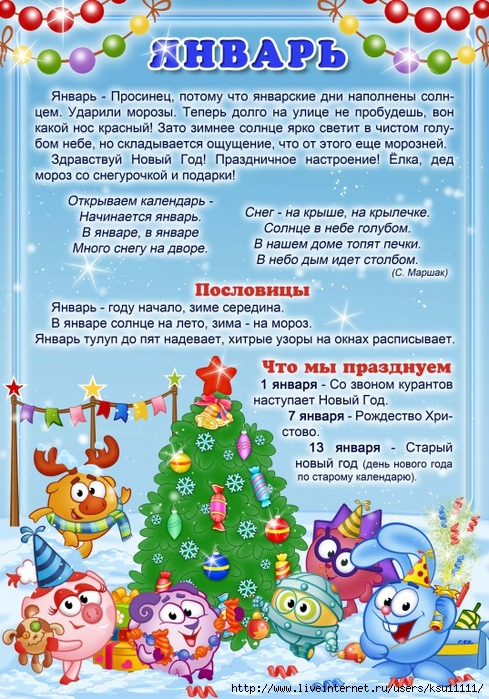 ЯНВАРЬ
Январь - Просинец, потому что январские дни наполнены солн-
цем. Ударили морозы. Теперь долго на улице не пробудешь, вон
какой нос красный! Зато зимнее солнце ярко светит в чистом голу-
бом небе, но складывается ощущение, что от этого еще морозней.
Здравствуй Новый Год! Праздничное настроение! Ёлка, дед
мороз со снегурочкой и подарки!
Открываем календарь -
Начинается январь.
В январе, в январе
Много снегу на дворе.
Снег - на крыше, на крылечке.
Солнце в небе голубом.
В нашем доме топят печки.
В небо дым идет столбом.
(С. Маршак)
Пословицы
Январь - году начало, зиме середина.
В январе солнце на лето, зима - на мороз.
Январь тулуп до пят надевает, хитрые узоры на окнах расписывает.
Что мы празднуем
1 января - Со звоном курантов
наступает Новый Год.
7 января - Рождество Хри-
стово.
13 января - Старый
новый год (день нового года
по старому календарю).
http://www.liveinternet.ru/users/ksu11111/